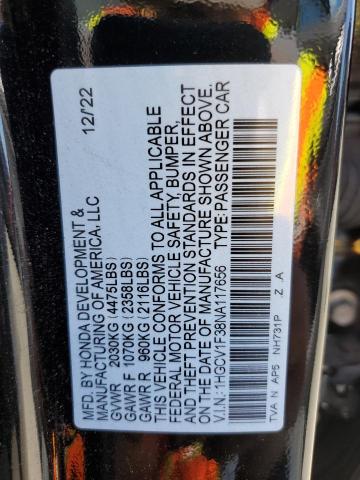 MFD. BY HONDA DEVELOPMENT & 12/'22
MANUFACTURING OF AMERICA, LLC
GVWR 2030KG (4475LBS)
GAWR F 1070KG (2358LBS)
GAWR R 960KG (2116LBS)
THIS VEHICLE CONFORMS TO ALL APPLICABLE
FEDERAL MOTOR VEHICLE SAFETY, BUMPER,
AND THEFT PREVENTION STANDARDS IN EFFECT
ON THE DATE OF MANUFACTURE SHOWN ABOVE.
V.I.N.: 1HGCV1F38NA117656 TYPE: PASSENGER CAR
TVA N AP5 NH731P .Z .A